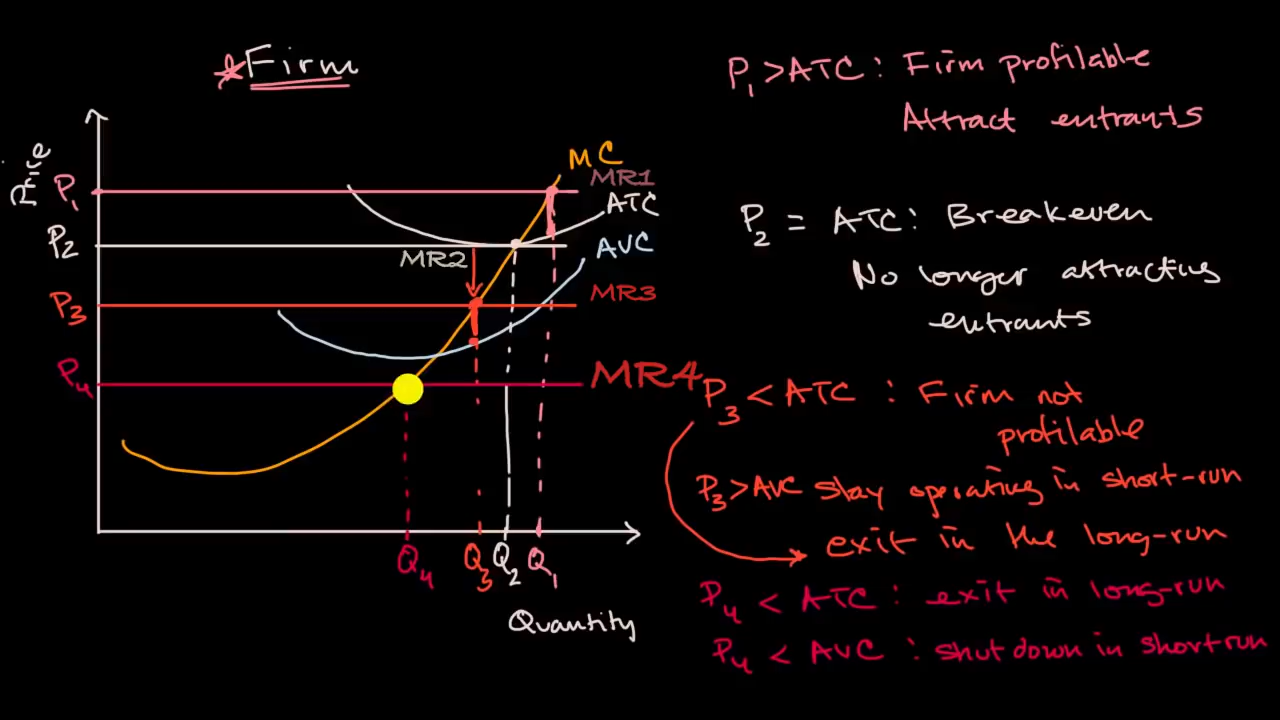 *Firm
Price
P1
P2
P3
P4
MC
MR1
ATC
AVC
MR2
MR3
MR4
Q4
Q3
Q2
Q1
Quantity
P1 > ATC : Firm profitable
Attract entrants
P2 = ATC : Breakeven
No longer attracting
entrants
P3 < ATC : Firm not
profitable
P3 > AVC stay operating in short-run
exit in the long-run
P4 < ATC : exit in long-run
P4 < AVC : shut down in short run